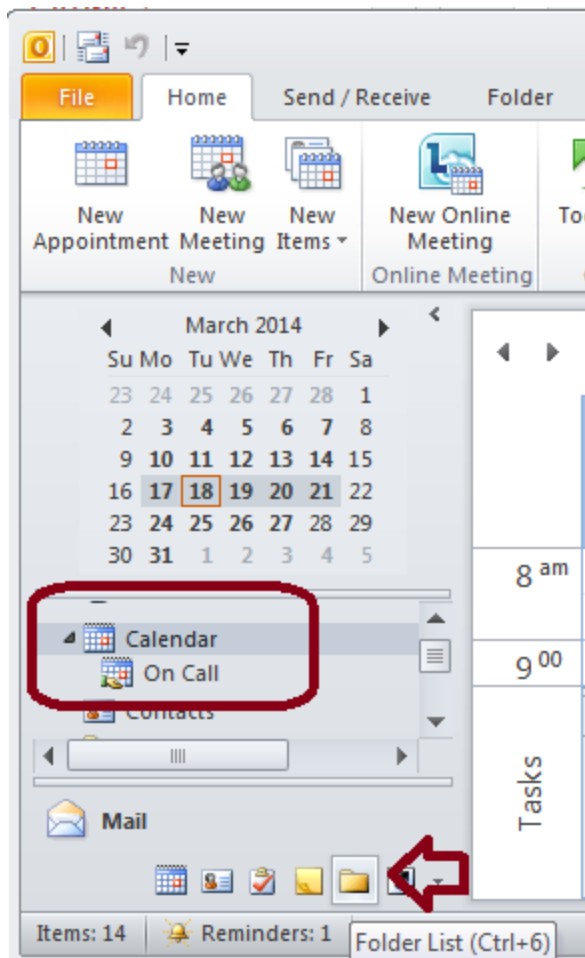 File Home Send / Receive Folder
New Appointment
New Meeting
New Items
New Online Meeting
New
Online Meeting
March 2014
Su Mo Tu We Th Fr Sa
23 24 25 26 27 28 1
2 3 4 5 6 7 8
9 10 11 12 13 14 15
16 17 18 19 20 21 22
23 24 25 26 27 28 29
30 31 1 2 3 4 5
8 am
9 00
Calendar
On Call
Contacts
Tasks
Mail
Items: 14 Reminders: 1
Folder List (Ctrl+6)